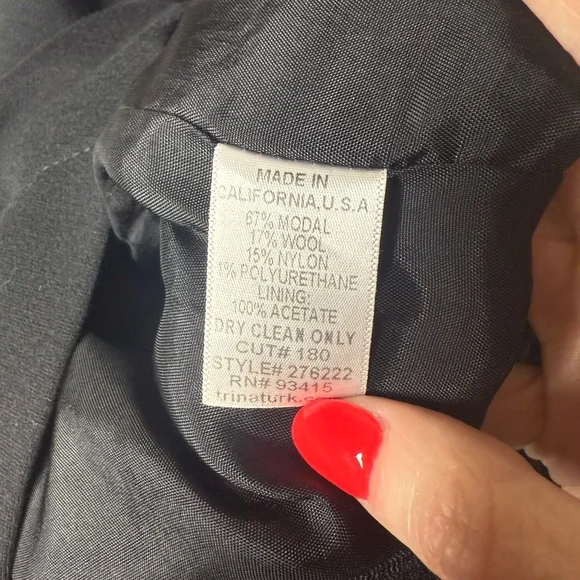 MADE IN
CALIFORNIA,U.S.A
67% MODAL
17% WOOL
15% NYLON
1% POLYURETHANE
LINING:
100% ACETATE
DRY CLEAN ONLY
CUT# 180
STYLE# 276222
RN# 93415